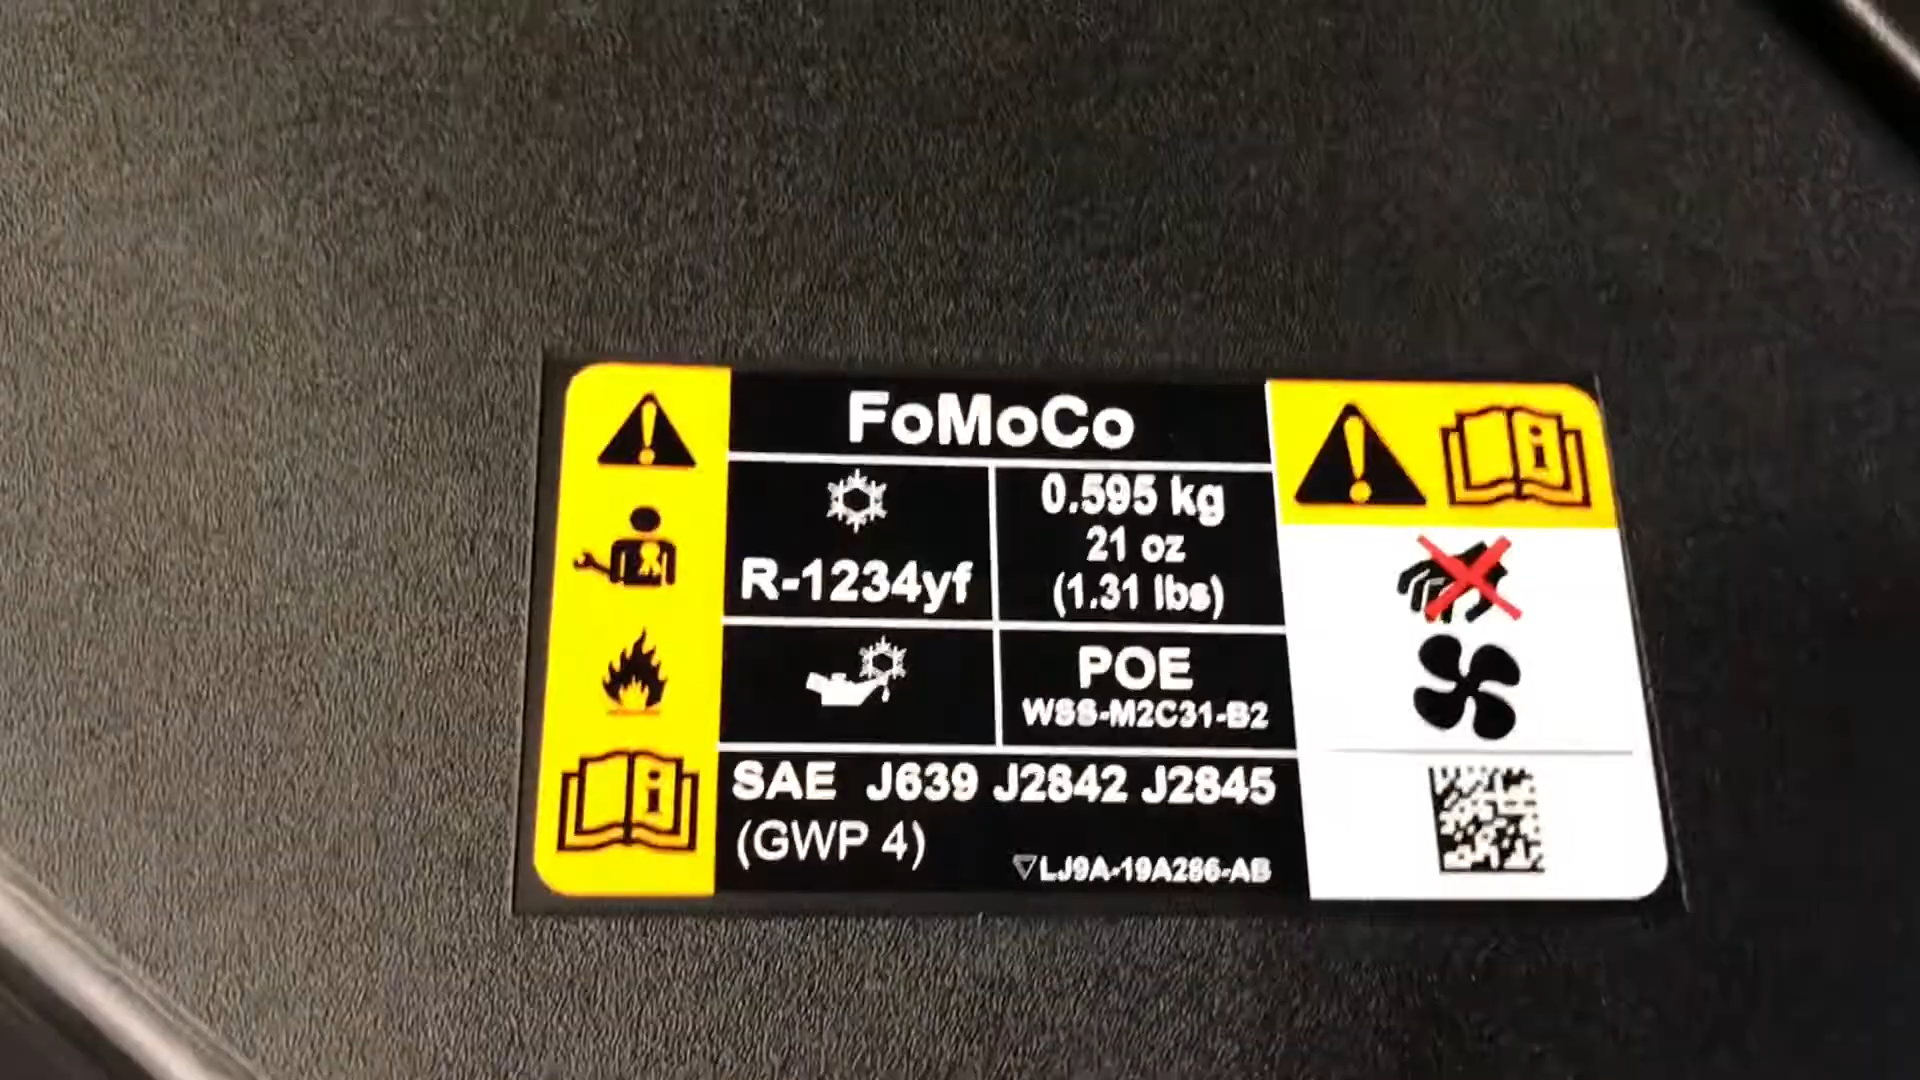 FoMoCo
R-1234yf
0.595 kg
21 oz
(1.31 lbs)
POE
WSS-M2C31-B2
SAE J639 J2842 J2845
(GWP 4)
LJ9A-19A286-AB